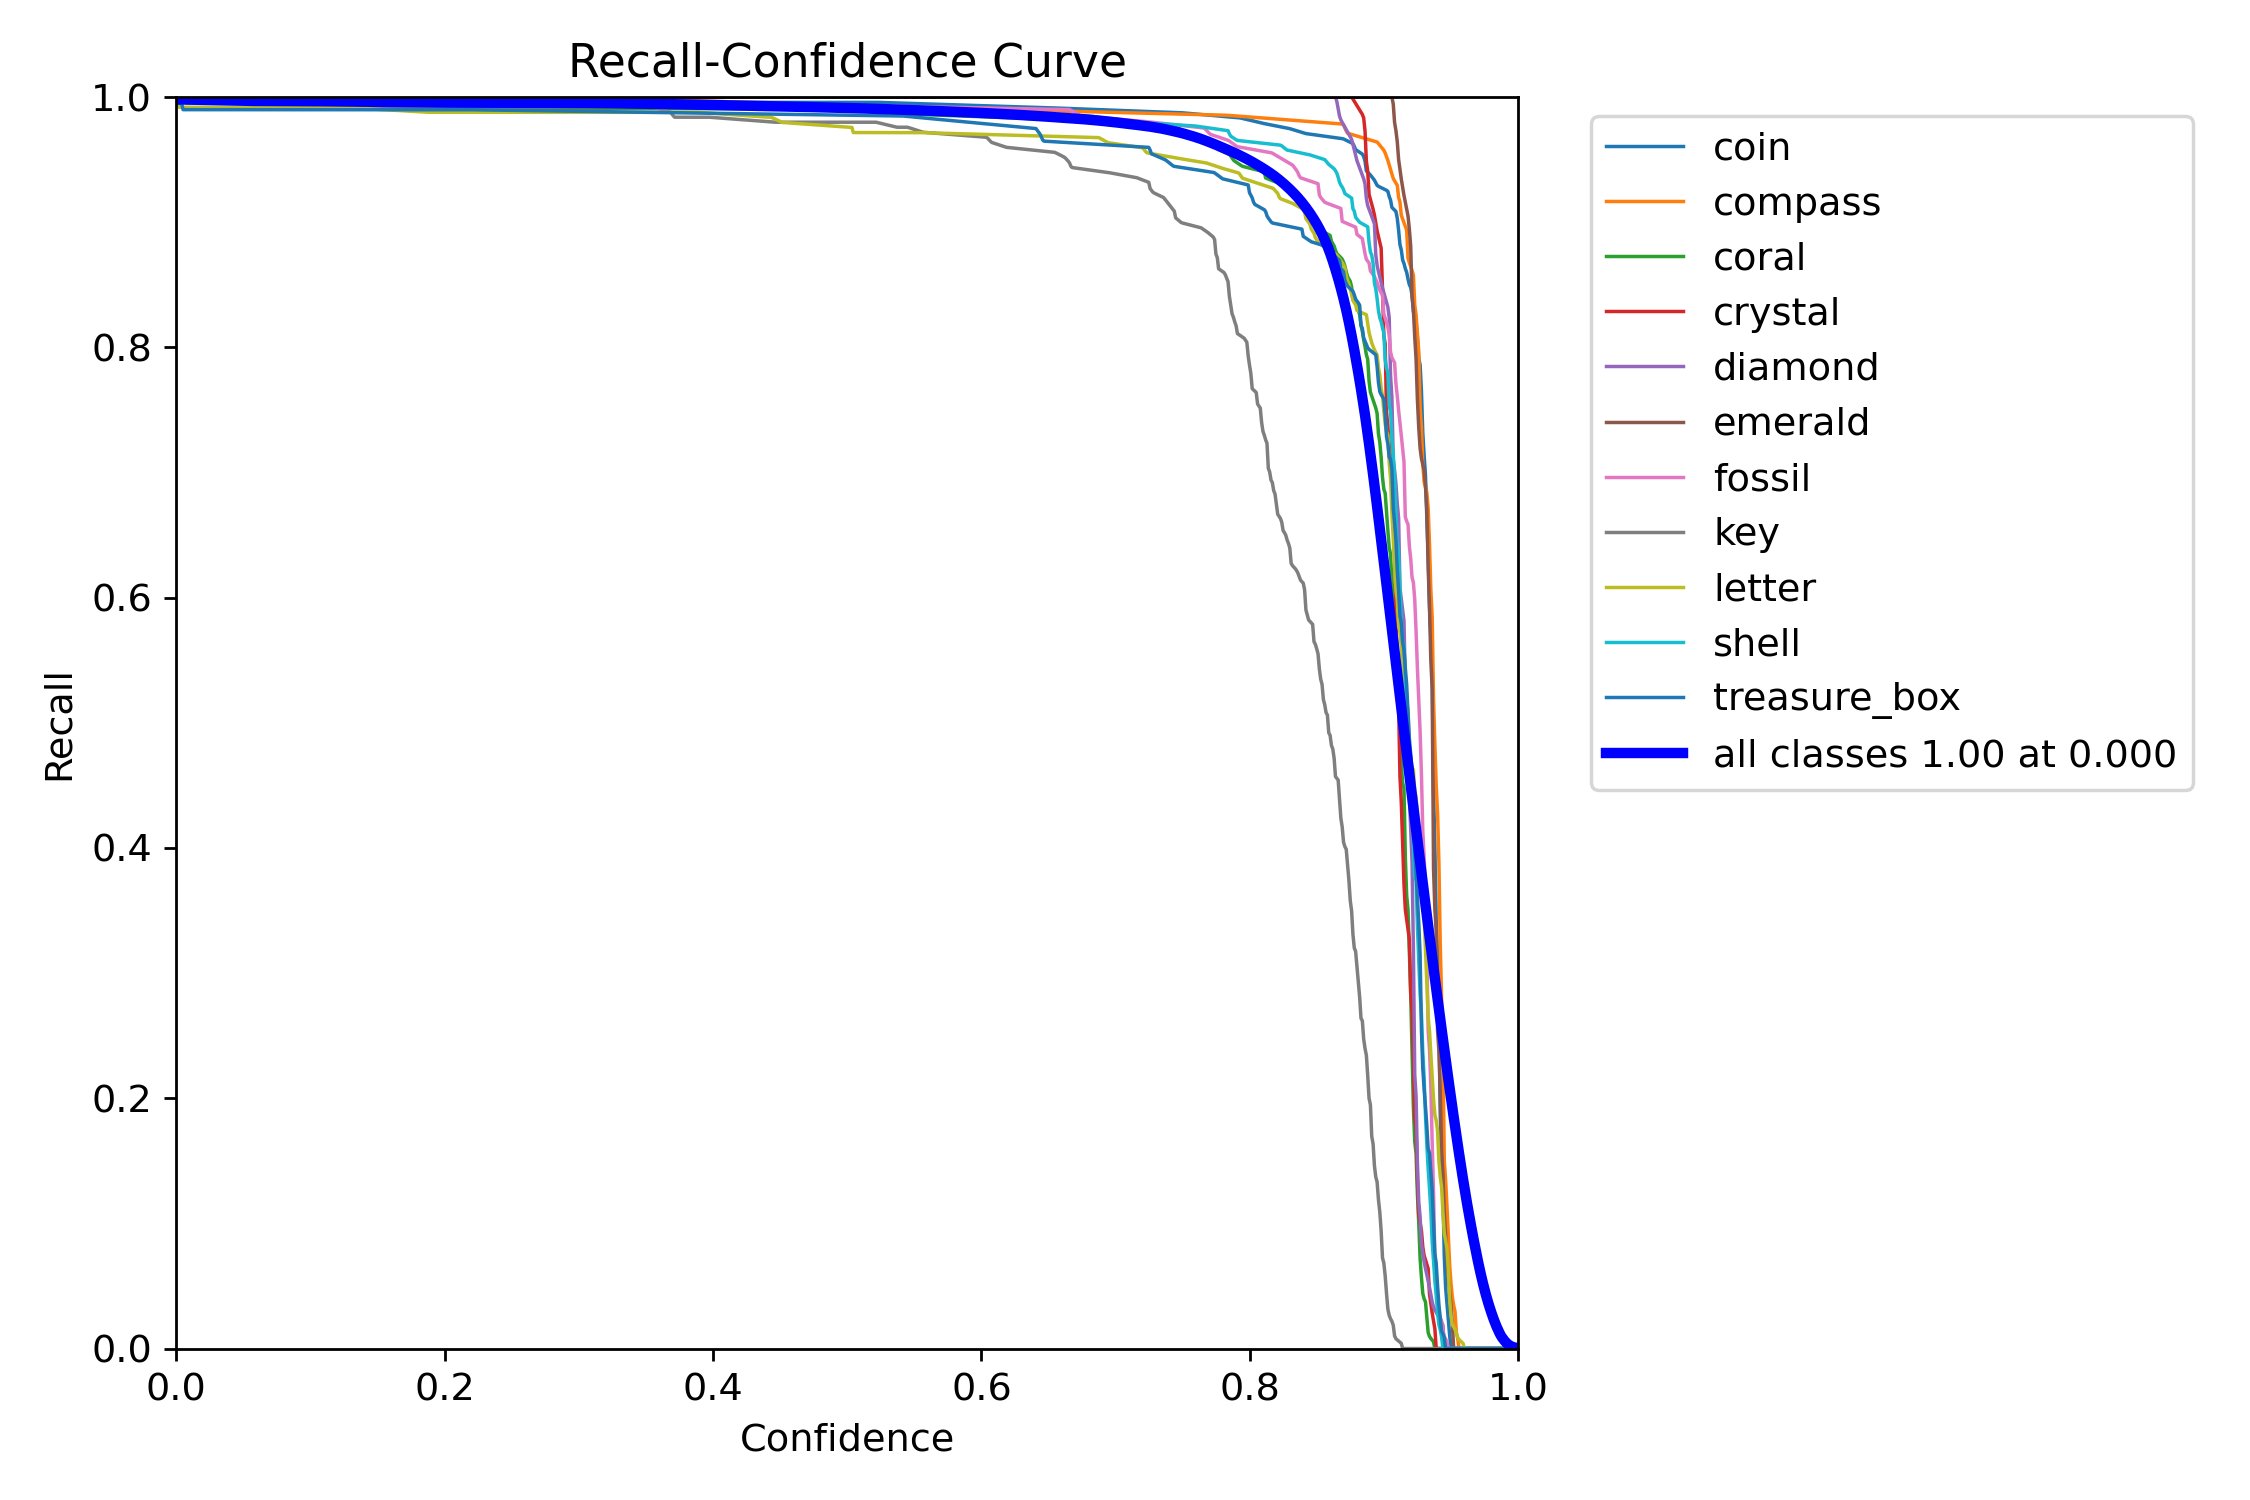 Recall-Confidence Curve
1.0
0.8
0.6
0.4
0.2
0.0
Recall
0.0 0.2 0.4 0.6 0.8 1.0
Confidence
coin
compass
coral
crystal
diamond
emerald
fossil
key
letter
shell
treasure_box
all classes 1.00 at 0.000